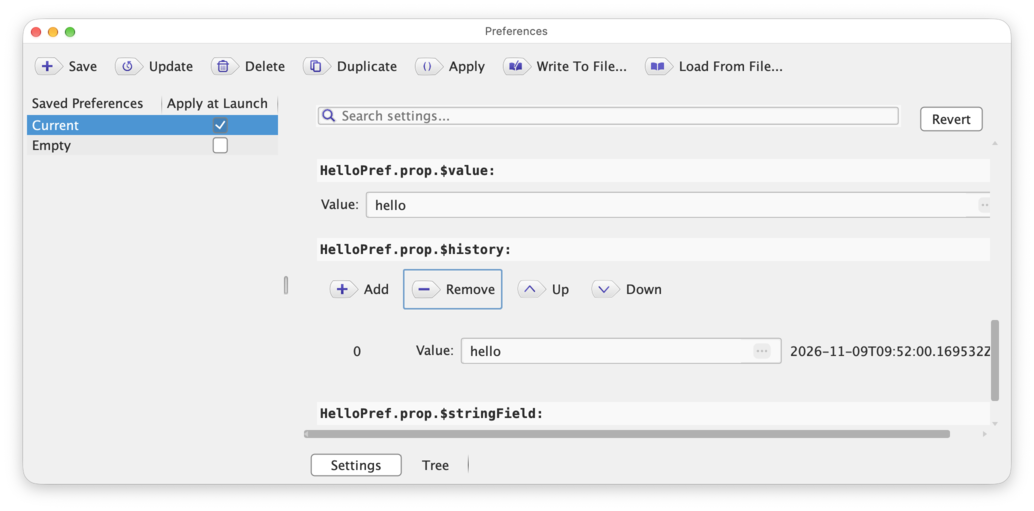 Preferences
Save Update Delete Duplicate Apply Write To File... Load From File...
Saved Preferences Apply at Launch
Current
Empty
Search settings...
Revert
HelloPref.prop.$value:
Value: hello
HelloPref.prop.$history:
Add Remove Up Down
0 Value: hello 2026-11-09T09:52:00.169532Z
HelloPref.prop.$stringField:
Settings Tree